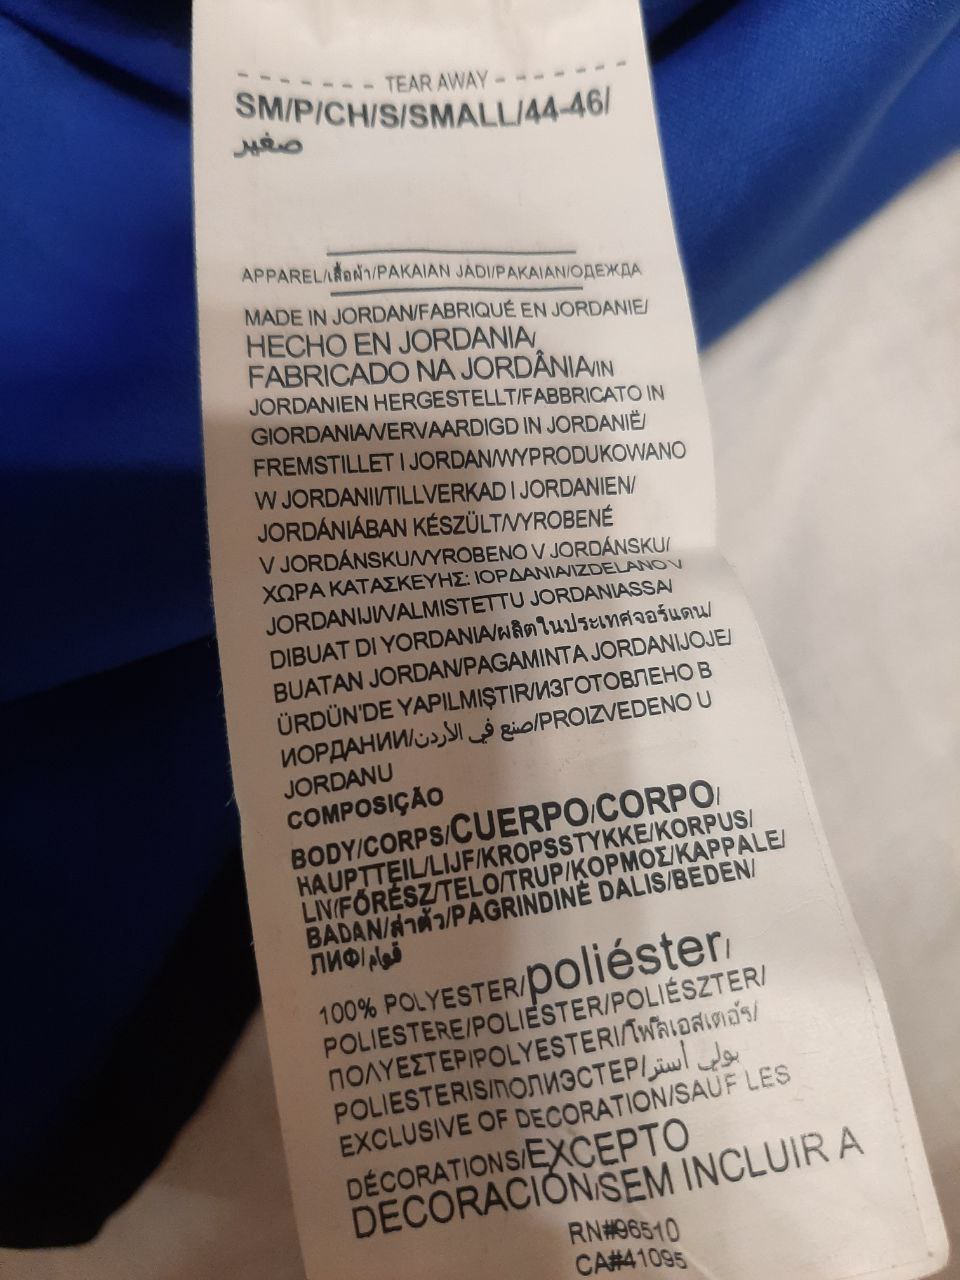 TEAR AWAY
SM/P/CH/S/SMALL/44-46/
صغير
APPAREL/เสื้อผ้า/PAKAIAN JADI/PAKAIAN/ОДЕЖДА
MADE IN JORDAN/FABRIQUÉ EN JORDANIE/
HECHO EN JORDANIA/
FABRICADO NA JORDÂNIA/IN
JORDANIEN HERGESTELLT/FABBRICATO IN
GIORDANIA/VERVAARDIGD IN JORDANIË/
FREMSTILLET I JORDAN/WYPRODUKOWANO
W JORDANII/TILLVERKAD I JORDANIEN/
JORDÁNIÁBAN KÉSZÜLT/VYROBENÉ
V JORDÁNSKU/VYROBENO V JORDÁNSKU/
ΧΩΡΑ ΚΑΤΑΣΚΕΥΗΣ: ΙΟΡΔΑΝΙΑ/IZDELANO V
JORDANIJI/VALMISTETTU JORDANIASSA/
DIBUAT DI YORDANIA/ผลิตในประเทศจอร์แดน/
BUATAN JORDAN/PAGAMINTA JORDANIJOJE/
ÜRDÜN'DE YAPILMIŞTIR/ИЗГОТОВЛЕНО В
ИОРДАНИИ/صنع في الأردن/PROIZVEDENO U
JORDANU
COMPOSIÇÃO
BODY/CORPS/CUERPO/CORPO/
HAUPTTEIL/LIJF/KROPSSTYKKE/KORPUS/
LIV/FŐRÉSZ/TELO/TRUP/ΚΟΡΜΟΣ/KAPPALE/
BADAN/ลำตัว/PAGRINDINĖ DALIS/BEDEN/
ЛИФ/قوام
100% POLYESTER/poliéster/
POLIESTERE/POLIESTER/POLIÉSZTER/
ΠΟΛΥΕΣΤΕΡ/POLYESTERI/โพลีเอสเตอร์/
POLIESTERIS/ПОЛИЭСТЕР/بولي أستر
EXCLUSIVE OF DECORATION/SAUF LES
DÉCORATIONS/EXCEPTO
DECORACIÓN/SEM INCLUIR A
RN#96510
CA#41095